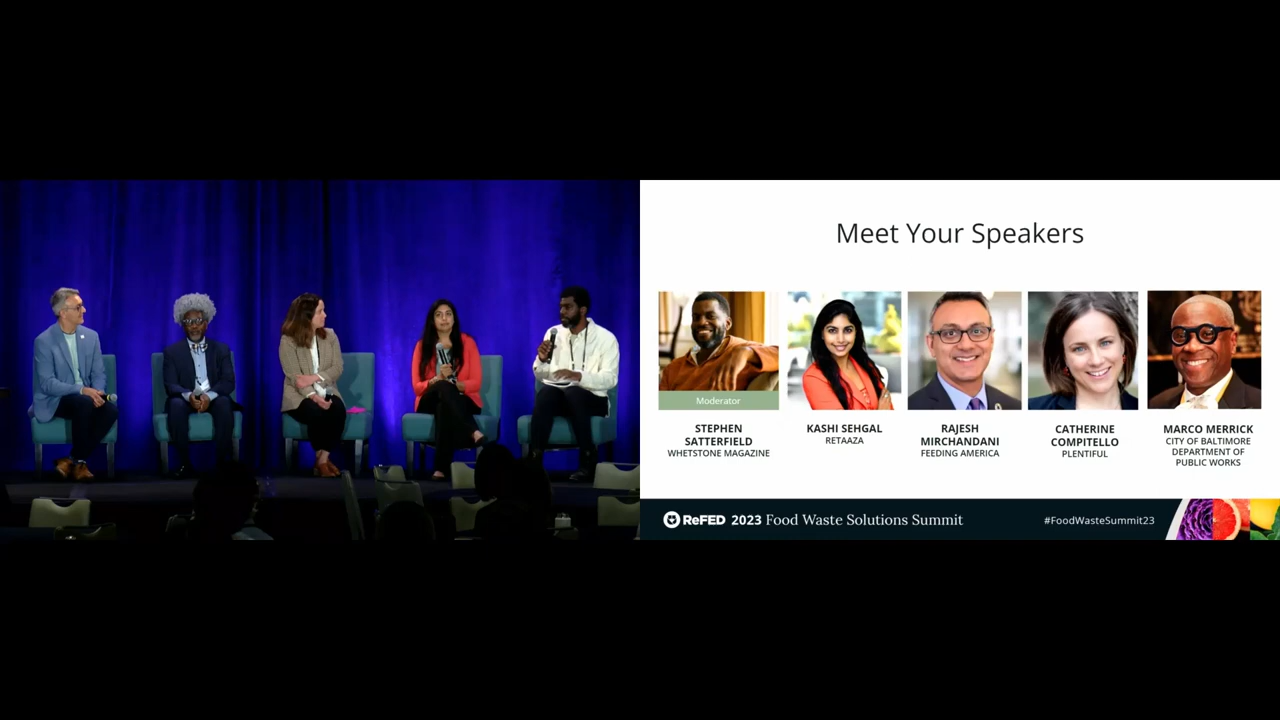 Meet Your Speakers
Moderator
STEPHEN
SATTERFIELD
WHETSTONE MAGAZINE
KASHI SEHGAL
RETAAZA
RAJESH
MIRCHANDANI
FEEDING AMERICA
CATHERINE
COMPITELLO
PLENTIFUL
MARCO MERRICK
CITY OF BALTIMORE
DEPARTMENT OF
PUBLIC WORKS
ReFED 2023 Food Waste Solutions Summit
#FoodWasteSummit23